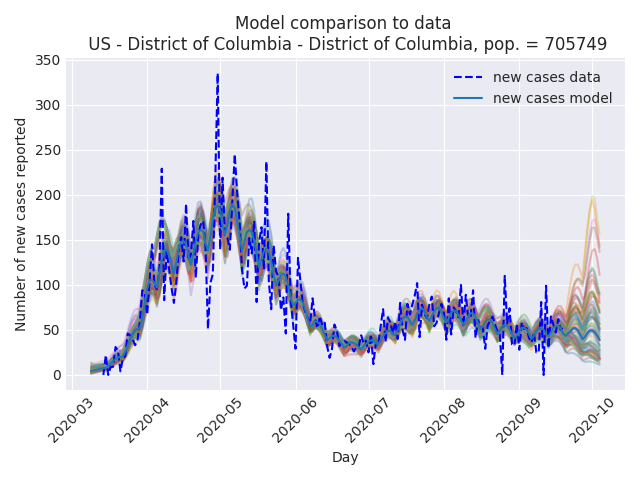 Model comparison to data
US - District of Columbia - District of Columbia, pop. = 705749
new cases data
new cases model
Number of new cases reported
350
300
250
200
150
100
50
0
2020-03
2020-04
2020-05
2020-06
2020-07
2020-08
2020-09
2020-10
Day